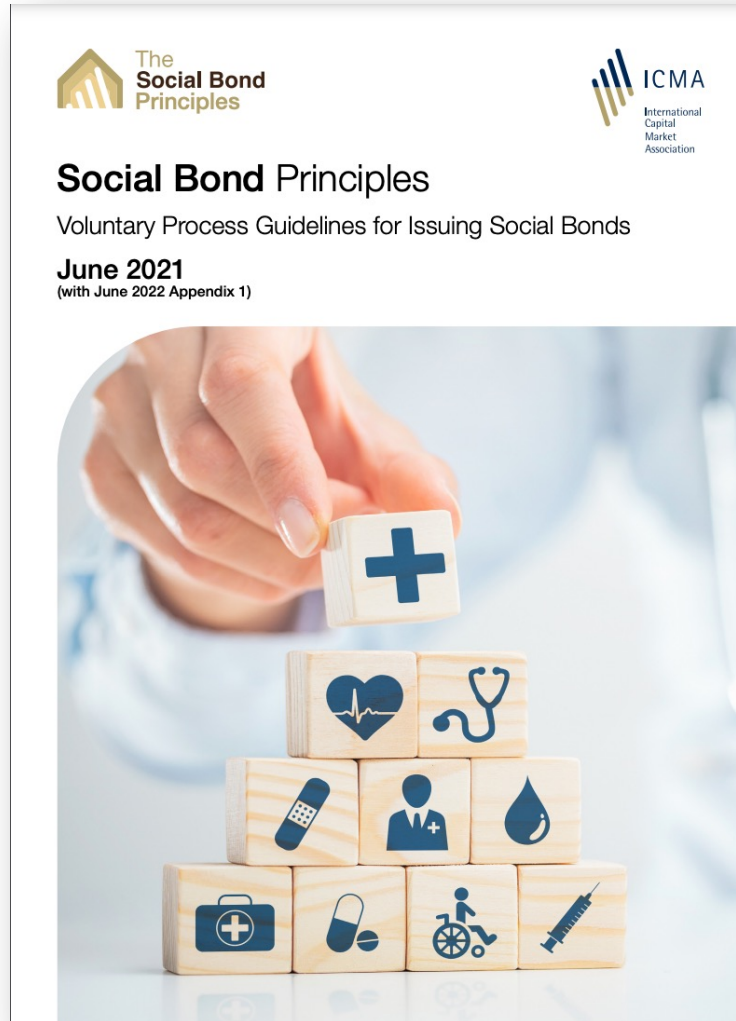 The
Social Bond
Principles
ICMA
International
Capital
Market
Association
Social Bond Principles
Voluntary Process Guidelines for Issuing Social Bonds
June 2021
(with June 2022 Appendix 1)